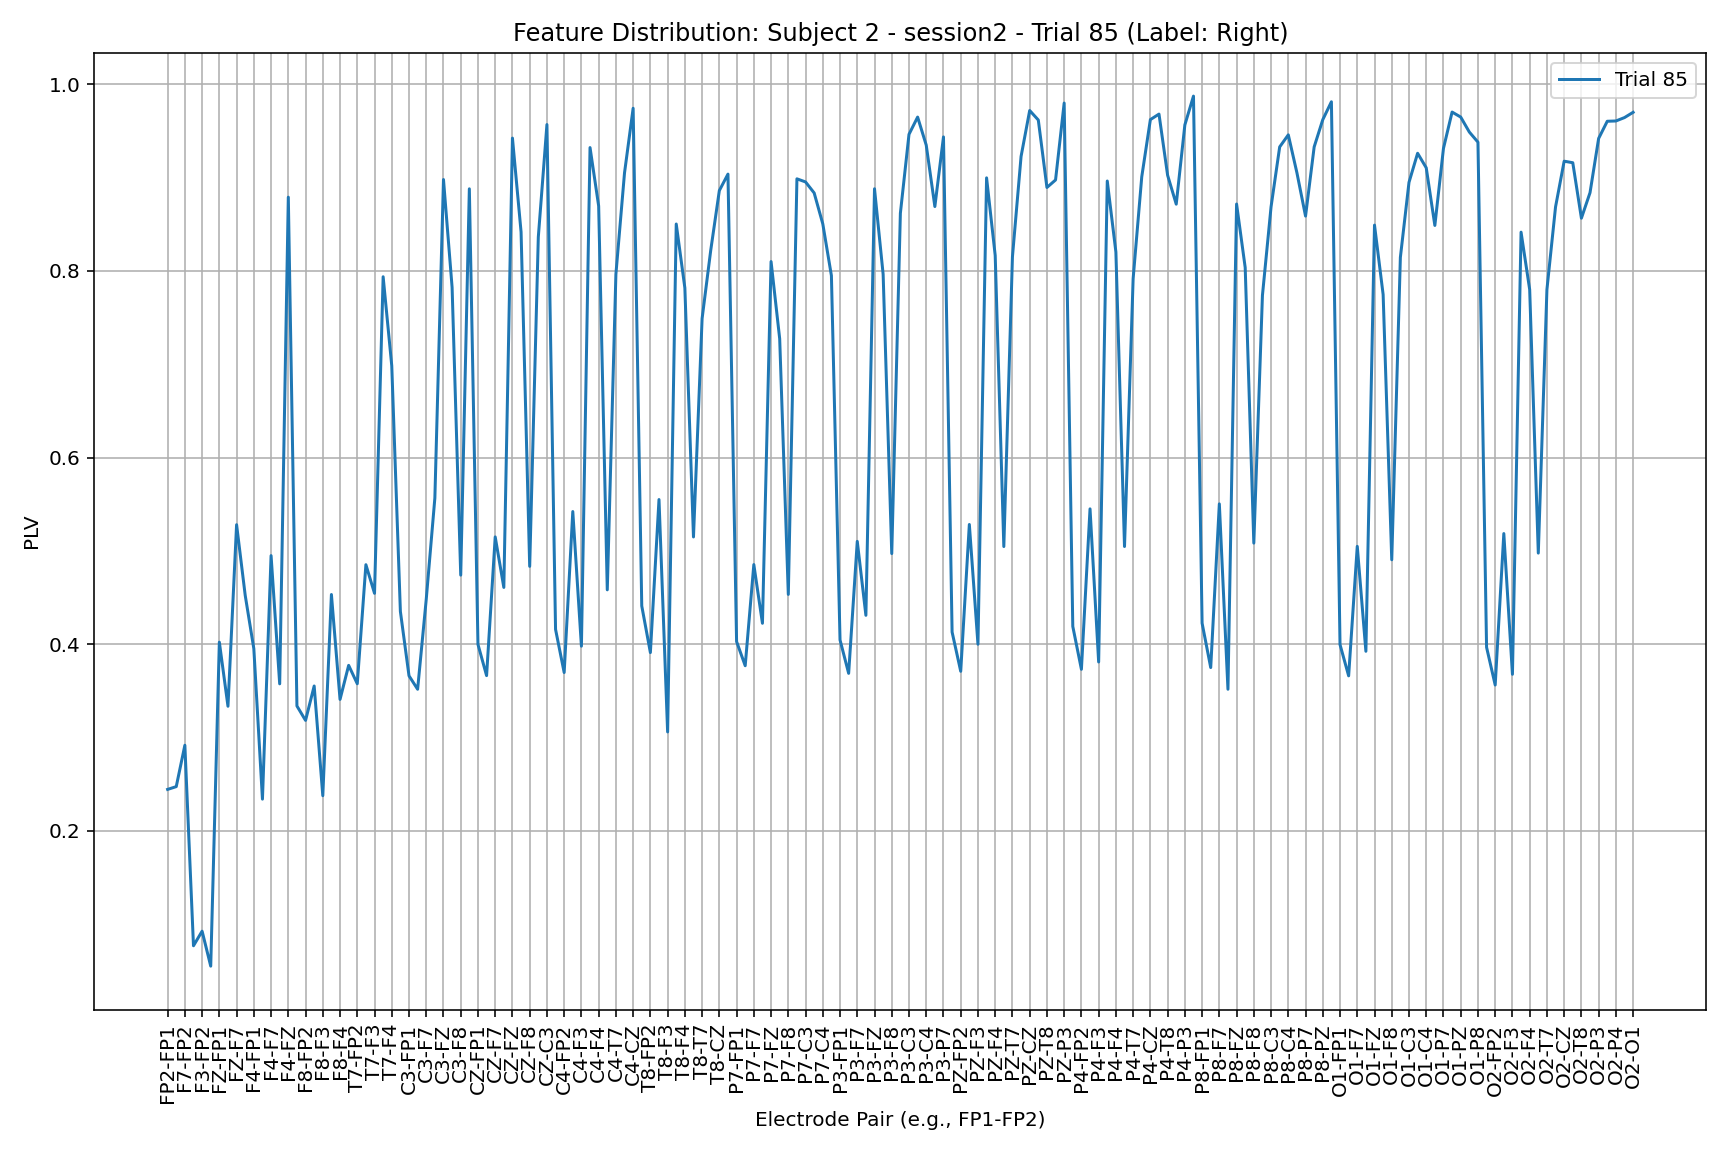 Feature Distribution: Subject 2 - session2 - Trial 85 (Label: Right)
Trial 85
1.0
0.8
0.6
0.4
0.2
PLV
FP2-FP1
F7-FP2
F3-FP2
FZ-FP1
FZ-F7
F4-FP1
F4-F7
F4-FZ
F8-FP2
F8-F3
F8-F4
T7-FP2
T7-F3
T7-F4
C3-FP1
C3-F7
C3-FZ
C3-F8
CZ-FP1
CZ-F7
CZ-FZ
CZ-F8
CZ-C3
C4-FP2
C4-F3
C4-F4
C4-T7
C4-CZ
T8-FP2
T8-F3
T8-F4
T8-T7
T8-CZ
P7-FP1
P7-F7
P7-FZ
P7-F8
P7-C3
P7-C4
P3-FP1
P3-F7
P3-FZ
P3-F8
P3-C3
P3-C4
P3-P7
PZ-FP2
PZ-F3
PZ-F4
PZ-T7
PZ-CZ
PZ-T8
PZ-P3
P4-FP2
P4-F3
P4-F4
P4-T7
P4-CZ
P4-T8
P4-P3
P8-FP1
P8-F7
P8-FZ
P8-F8
P8-C3
P8-C4
P8-P7
P8-PZ
O1-FP1
O1-F7
O1-FZ
O1-F8
O1-C3
O1-C4
O1-P7
O1-PZ
O1-P8
O2-FP2
O2-F3
O2-F4
O2-T7
O2-CZ
O2-T8
O2-P3
O2-P4
O2-O1
Electrode Pair (e.g., FP1-FP2)